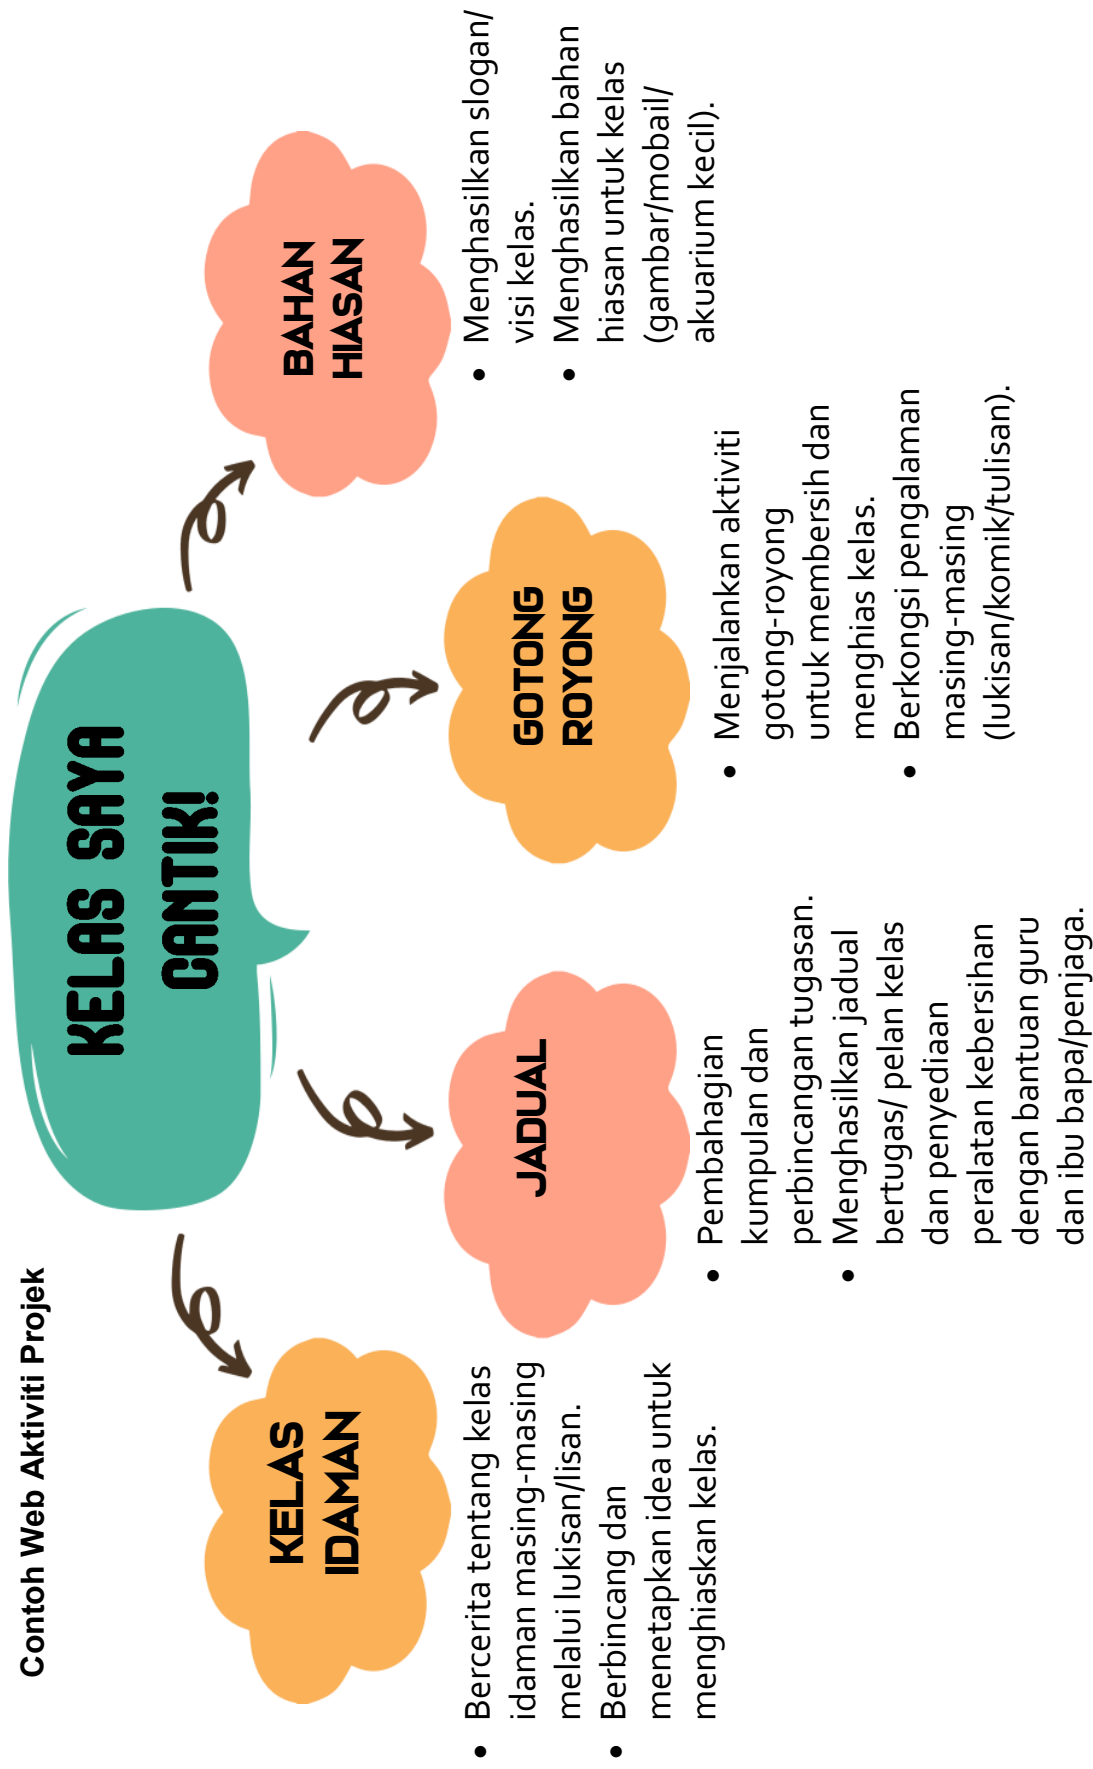 Contoh Web Aktiviti Projek
KELAS SAYA
CANTIK!
KELAS
IDAMAN
• Bercerita tentang kelas
idaman masing-masing
melalui lukisan/lisan.
• Berbincang dan
menetapkan idea untuk
menghiaskan kelas.
JADUAL
• Pembahagian
kumpulan dan
perbincangan tugasan.
• Menghasilkan jadual
bertugas/ pelan kelas
dan penyediaan
peralatan kebersihan
dengan bantuan guru
dan ibu bapa/penjaga.
GOTONG
ROYONG
• Menjalankan aktiviti
gotong-royong
untuk membersih dan
menghias kelas.
• Berkongsi pengalaman
masing-masing
(lukisan/komik/tulisan).
BAHAN
HIASAN
• Menghasilkan slogan/
visi kelas.
• Menghasilkan bahan
hiasan untuk kelas
(gambar/mobail/
akuarium kecil).